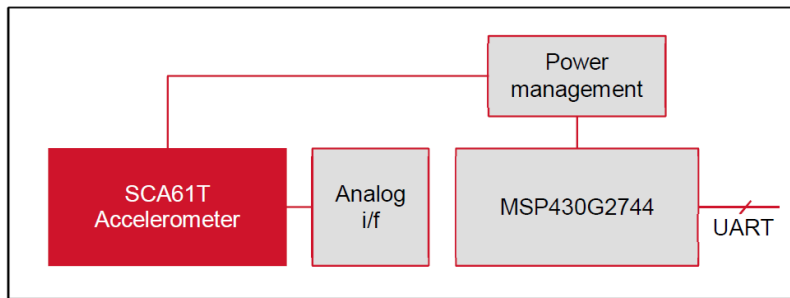 Power
management
SCA61T
Accelerometer
Analog
i/f
MSP430G2744
UART